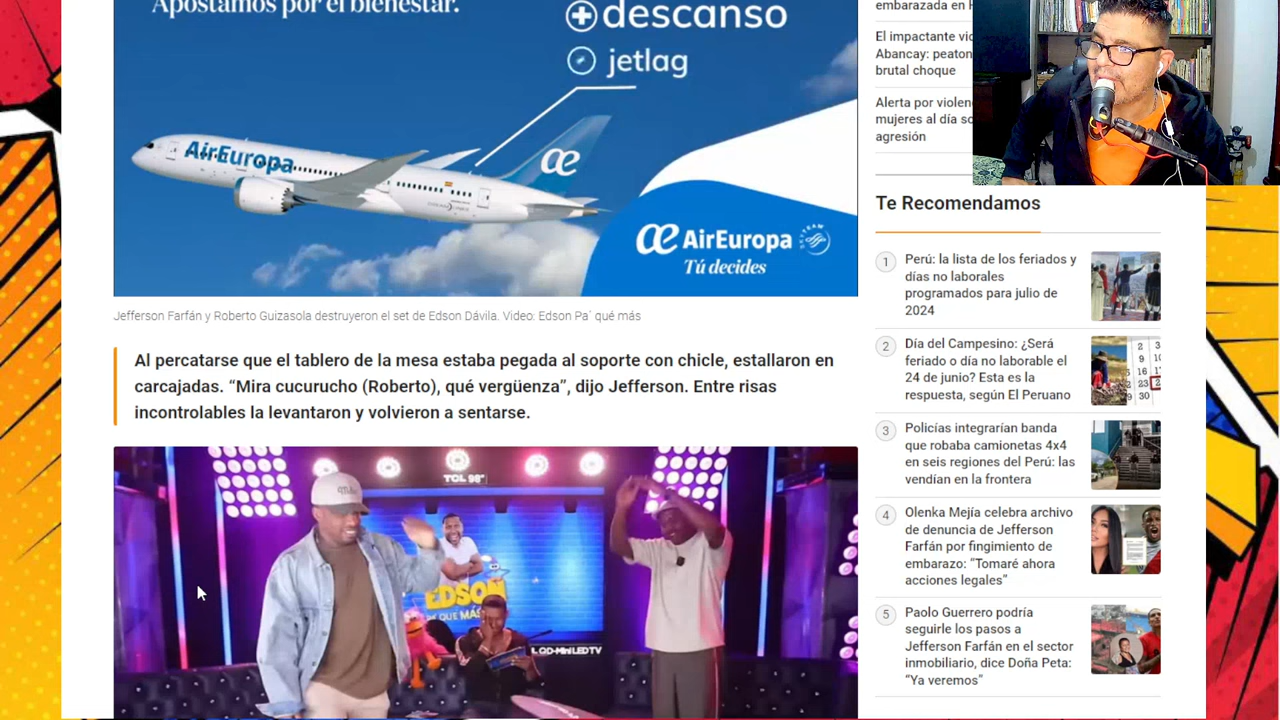 Apostamos por el bienestar.
descanso
jetlag
AirEuropa
æ
æ AirEuropa
Tú decides
Jefferson Farfán y Roberto Guizasola destruyeron el set de Edson Dávila. Video: Edson Pa´ qué más
Al percatarse que el tablero de la mesa estaba pegada al soporte con chicle, estallaron en
carcajadas. “Mira cucurucho (Roberto), qué vergüenza”, dijo Jefferson. Entre risas
incontrolables la levantaron y volvieron a sentarse.
TCL 98"
EDSON
QUE MÁS
QD-MiniLEDTV
embarazada en
El impactante
Abancay: peaton
brutal choque
Alerta por violen
mujeres al día
agresión
Te Recomendamos
1
Perú: la lista de los feriados y
días no laborales
programados para julio de
2024
2
Día del Campesino: ¿Será
feriado o día no laborable el
24 de junio? Esta es la
respuesta, según El Peruano
3
Policías integrarían banda
que robaba camionetas 4x4
en seis regiones del Perú: las
vendían en la frontera
4
Olenka Mejía celebra archivo
de denuncia de Jefferson
Farfán por fingimiento de
embarazo: “Tomaré ahora
acciones legales”
5
Paolo Guerrero podría
seguirle los pasos a
Jefferson Farfán en el sector
inmobiliario, dice Doña Peta:
“Ya veremos”